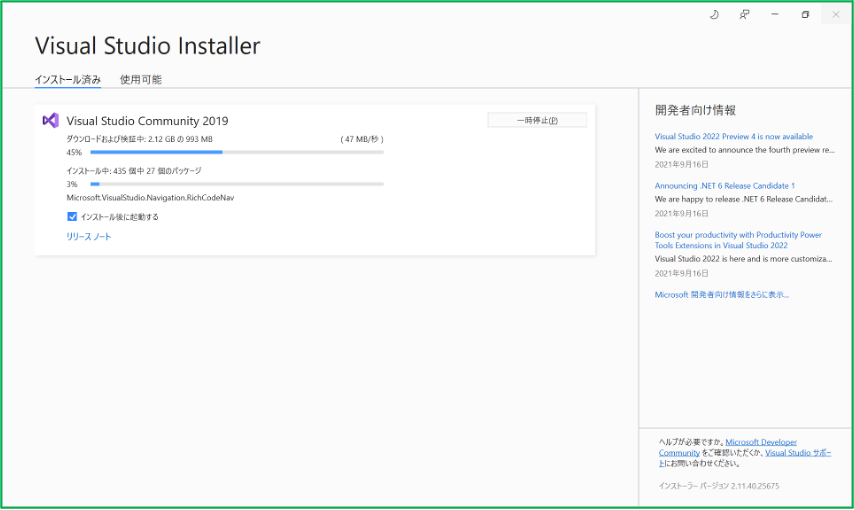 Visual Studio Installer
インストール済み 使用可能
Visual Studio Community 2019
一時停止(P)
ダウンロードおよび検証中: 2.12 GB の 993 MB ( 47 MB/秒 )
45%
インストール中: 435 個中 27 個のパッケージ
3%
Microsoft.VisualStudio.Navigation.RichCodeNav
インストール後に起動する
リリース ノート
開発者向け情報
Visual Studio 2022 Preview 4 is now available
We are excited to announce the fourth preview re...
2021年9月16日
Announcing .NET 6 Release Candidate 1
We are happy to release .NET 6 Release Candidat...
2021年9月16日
Boost your productivity with Productivity Power
Tools Extensions in Visual Studio 2022
Visual Studio 2022 is here and is more customiza...
2021年9月16日
Microsoft 開発者向け情報をさらに表示...
ヘルプが必要ですか。Microsoft Developer
Community をご確認いただくか、Visual Studio サポー
トにお問い合わせください。
インストーラー バージョン 2.11.40.25675